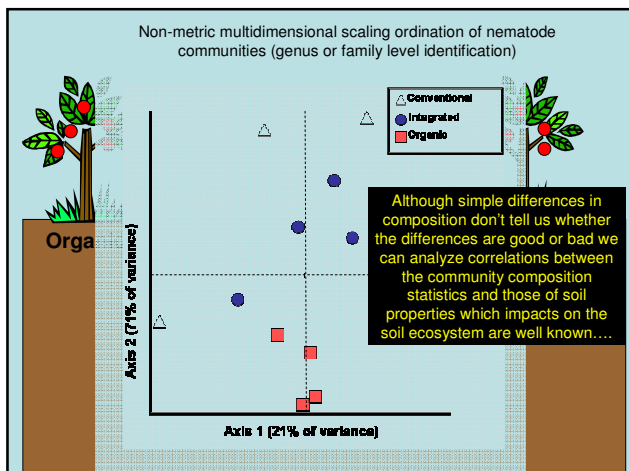 Non-metric multidimensional scaling ordination of nematode
communities (genus or family level identification)
Conventional
Integrated
Organic
Orga
Although simple differences in
composition don't tell us whether
the differences are good or bad we
can analyze correlations between
the community composition
statistics and those of soil
properties which impacts on the
soil ecosystem are well known....
Axis 2 (71% of variance)
Axis 1 (21% of variance)